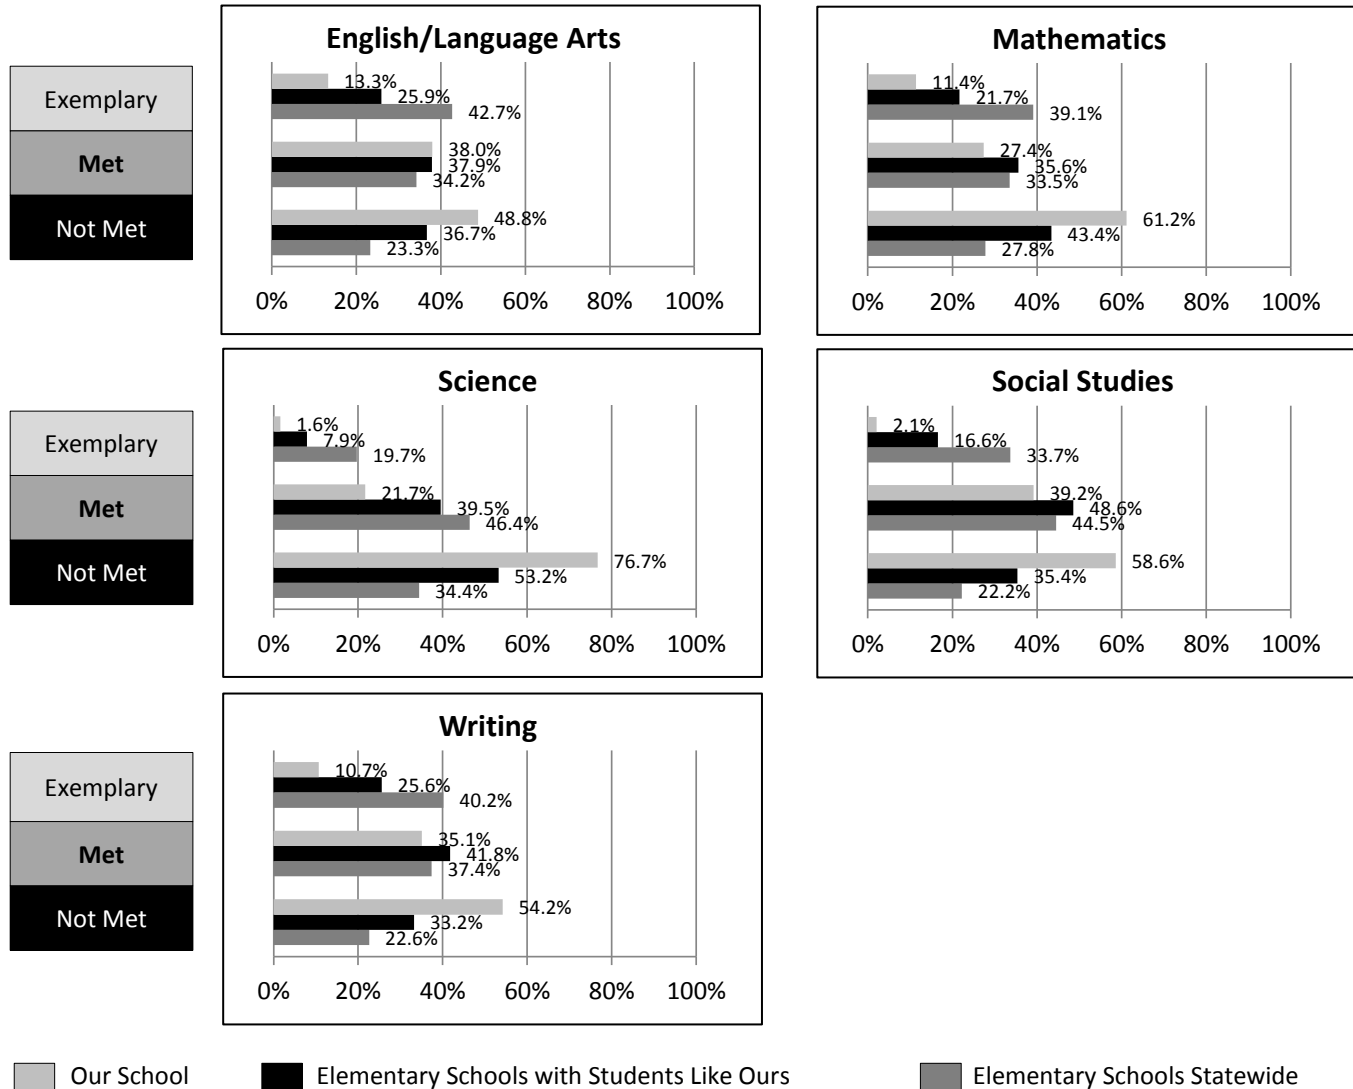 English/Language Arts
Exemplary
Met
Not Met
13.3%
25.9%
42.7%
38.0%
37.9%
34.2%
48.8%
36.7%
23.3%
0% 20% 40% 60% 80% 100%
Mathematics
11.4%
21.7%
39.1%
27.4%
35.6%
33.5%
61.2%
43.4%
27.8%
0% 20% 40% 60% 80% 100%
Science
Exemplary
Met
Not Met
1.6%
7.9%
19.7%
21.7%
39.5%
46.4%
76.7%
53.2%
34.4%
0% 20% 40% 60% 80% 100%
Social Studies
2.1%
16.6%
33.7%
39.2%
48.6%
44.5%
58.6%
35.4%
22.2%
0% 20% 40% 60% 80% 100%
Writing
Exemplary
Met
Not Met
10.7%
25.6%
40.2%
35.1%
41.8%
37.4%
54.2%
33.2%
22.6%
0% 20% 40% 60% 80% 100%
Our School Elementary Schools with Students Like Ours Elementary Schools Statewide